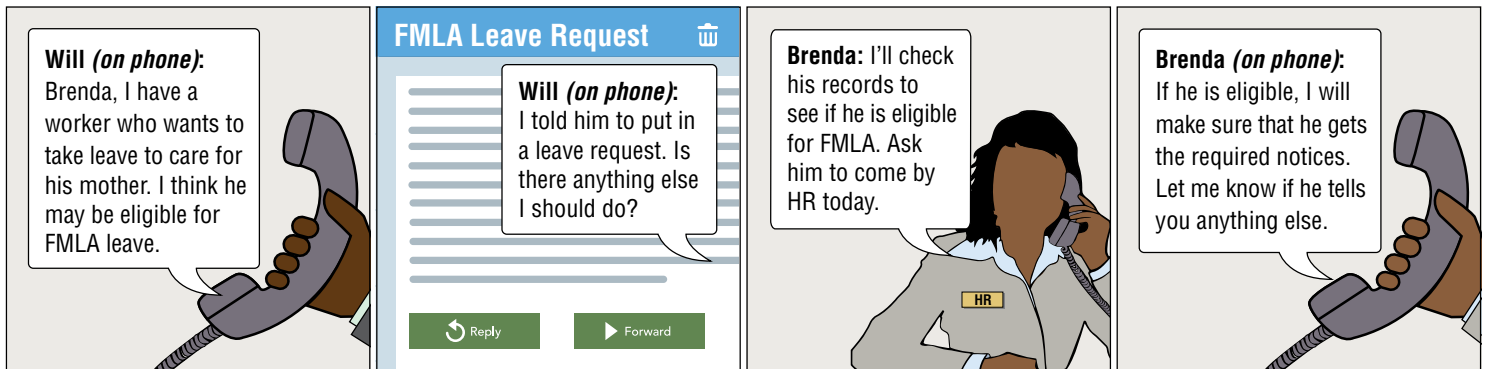 Will (on phone):
Brenda, I have a
worker who wants to
take leave to care for
his mother. I think he
may be eligible for
FMLA leave.
FMLA Leave Request
Will (on phone):
I told him to put in
a leave request. Is
there anything else
I should do?
Reply
Forward
Brenda: I’ll check
his records to
see if he is eligible
for FMLA. Ask
him to come by
HR today.
HR
Brenda (on phone):
If he is eligible, I will
make sure that he gets
the required notices.
Let me know if he tells
you anything else.